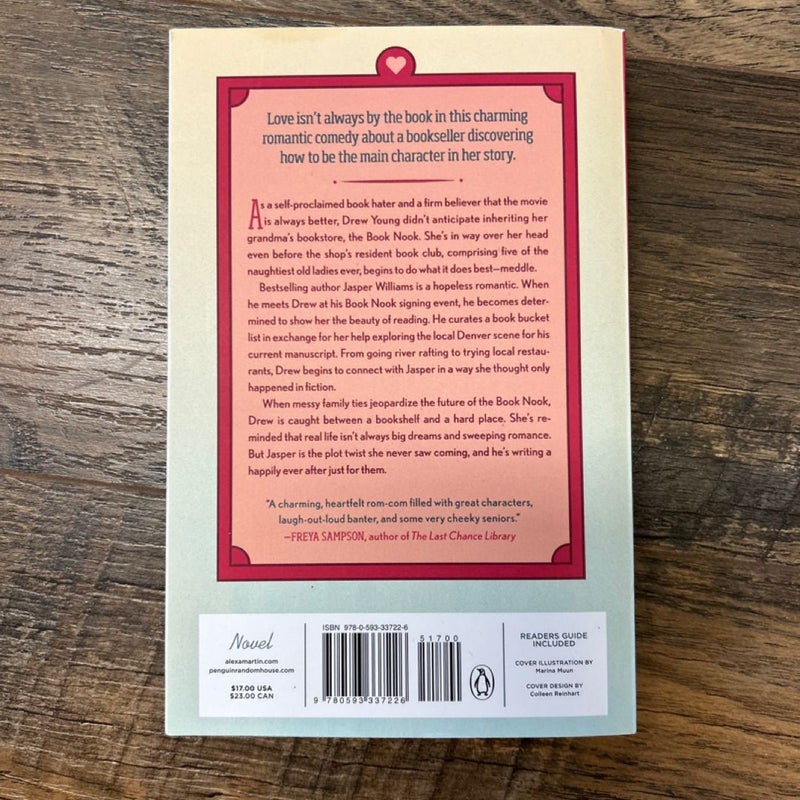 Love isn't always by the book in this charming
romantic comedy about a bookseller discovering
how to be the main character in her story.
As a self-proclaimed book hater and a firm believer that the movie
is always better, Drew Young didn't anticipate inheriting her
grandma's bookstore, the Book Nook. She's in way over her head
even before the shop's resident book club, comprising five of the
naughtiest old ladies ever, begins to do what it does best—meddle.
Bestselling author Jasper Williams is a hopeless romantic. When
he meets Drew at his Book Nook signing event, he becomes deter-
mined to show her the beauty of reading. He curates a book bucket
list in exchange for her help exploring the local Denver scene for his
current manuscript. From going river rafting to trying local restau-
rants, Drew begins to connect with Jasper in a way she thought only
happened in fiction.
When messy family ties jeopardize the future of the Book Nook,
Drew is caught between a bookshelf and a hard place. She's re-
minded that real life isn't always big dreams and sweeping romance.
But Jasper is the plot twist she never saw coming, and he's writing a
happily ever after just for them.
"A charming, heartfelt rom-com filled with great characters,
laugh-out-loud banter, and some very cheeky seniors."
—FREYA SAMPSON, author of The Last Chance Library
Novel
alexamartin.com
penguinrandomhouse.com
$17.00 USA
$23.00 CAN
ISBN 978-0-593-33722-6
51700
9 780593 337226
READERS GUIDE
INCLUDED
COVER ILLUSTRATION BY
Marina Muun
COVER DESIGN BY
Colleen Reinhart